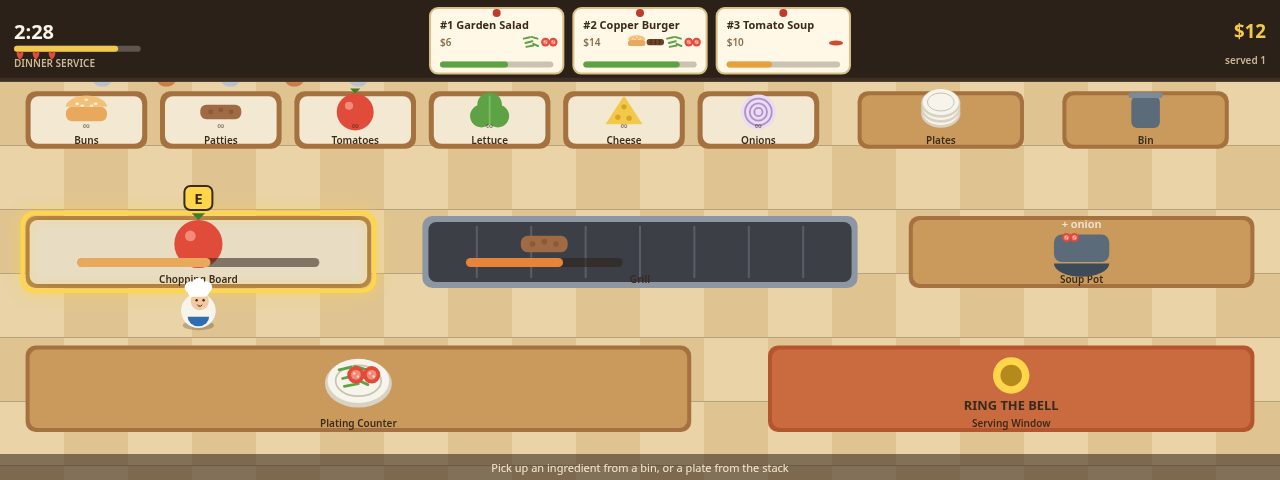 2:28
DINNER SERVICE
#1 Garden Salad
$6
#2 Copper Burger
$14
#3 Tomato Soup
$10
$12
served 1
∞
∞
∞
∞
∞
∞
Buns
Patties
Tomatoes
Lettuce
Cheese
Onions
Plates
Bin
E
+ onion
Chopping Board
Grill
Soup Pot
RING THE BELL
Plating Counter
Serving Window
Pick up an ingredient from a bin, or a plate from the stack